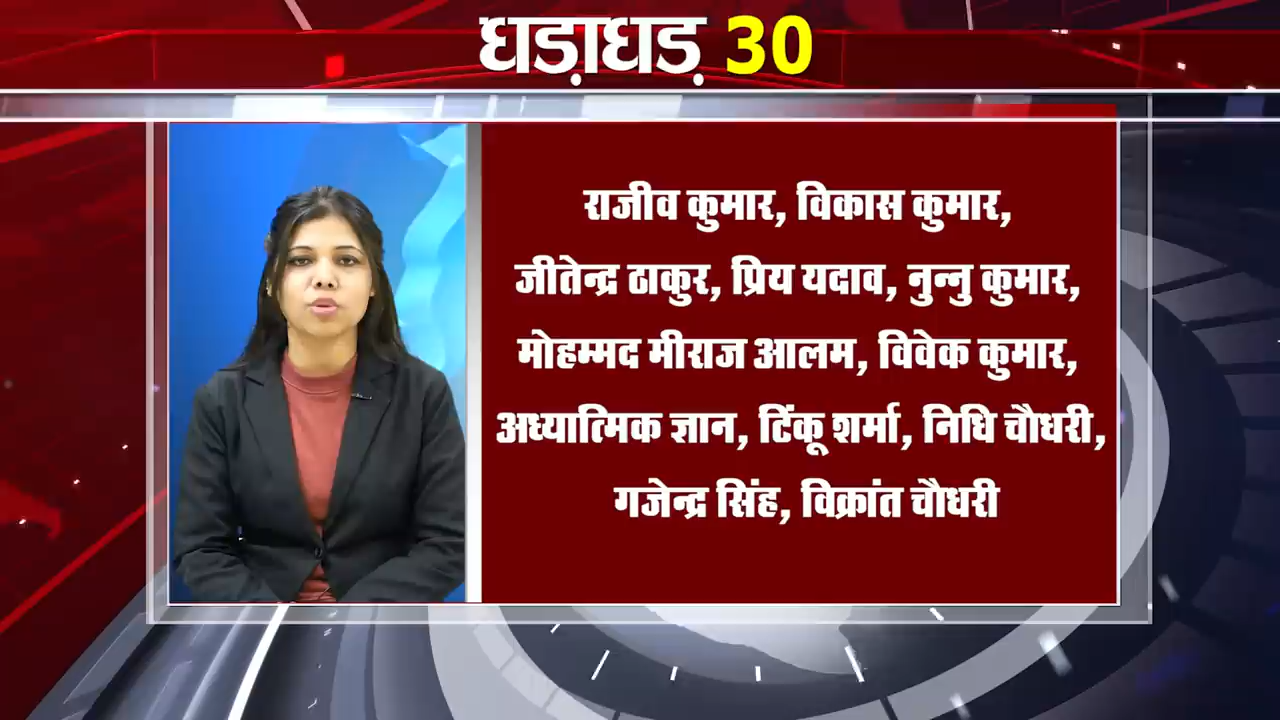 धड़ाधड़ 30
राजीव कुमार, विकास कुमार,
जीतेन्द्र ठाकुर, प्रिय यदाव, नुन्नु कुमार,
मोहम्मद मीराज आलम, विवेक कुमार,
अध्यात्मिक ज्ञान, टिंकू शर्मा, निधि चौधरी,
गजेन्द्र सिंह, विक्रांत चौधरी